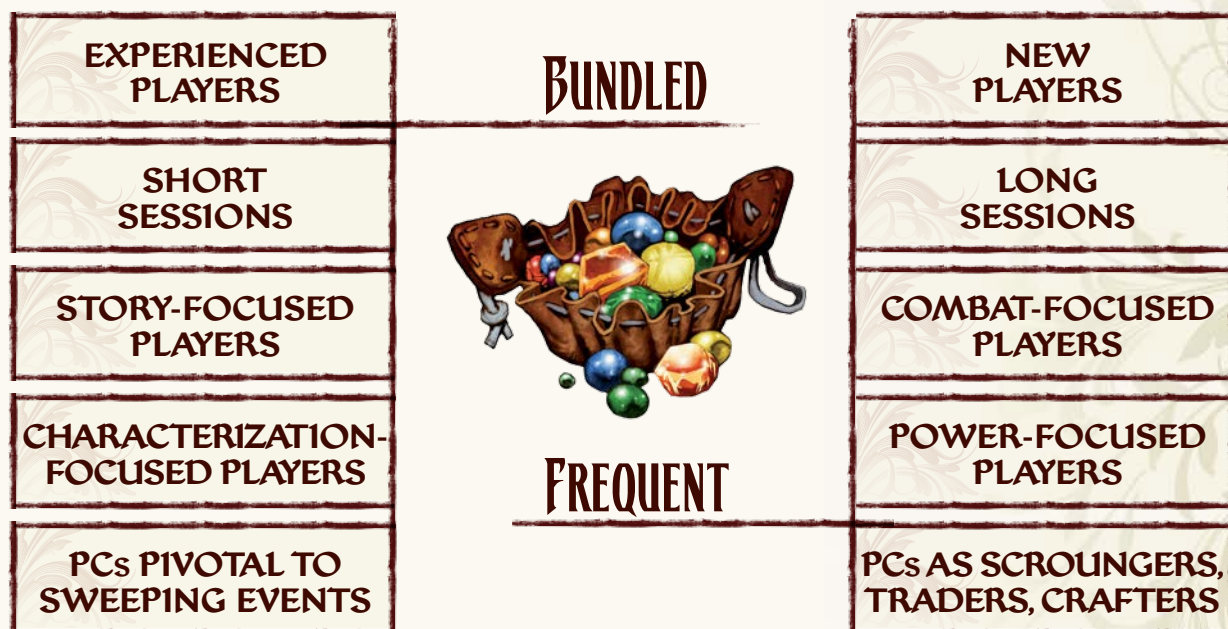 EXPERIENCED
PLAYERS
SHORT
SESSIONS
STORY-FOCUSED
PLAYERS
CHARACTERIZATION-
FOCUSED PLAYERS
PCs PIVOTAL TO
SWEEPING EVENTS
BUNDLED
FREQUENT
NEW
PLAYERS
LONG
SESSIONS
COMBAT-FOCUSED
PLAYERS
POWER-FOCUSED
PLAYERS
PCs AS SCROUNGERS,
TRADERS, CRAFTERS